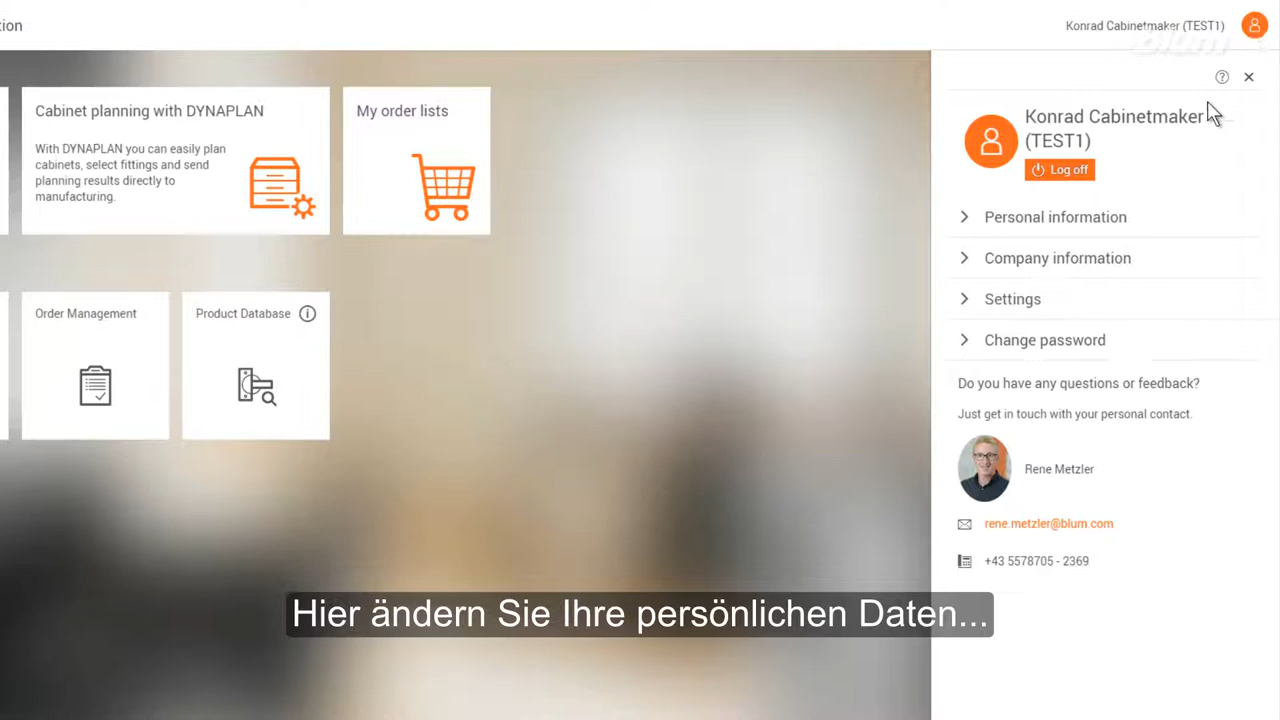 tion
Konrad Cabinetmaker (TEST1)
blum
Cabinet planning with DYNAPLAN
With DYNAPLAN you can easily plan
cabinets, select fittings and send
planning results directly to
manufacturing.
My order lists
Order Management
Product Database
Konrad Cabinetmaker
(TEST1)
Log off
Personal information
Company information
Settings
Change password
Do you have any questions or feedback?
Just get in touch with your personal contact.
Rene Metzler
rene.metzler@blum.com
+43 5578705 - 2369
Hier ändern Sie Ihre persönlichen Daten...